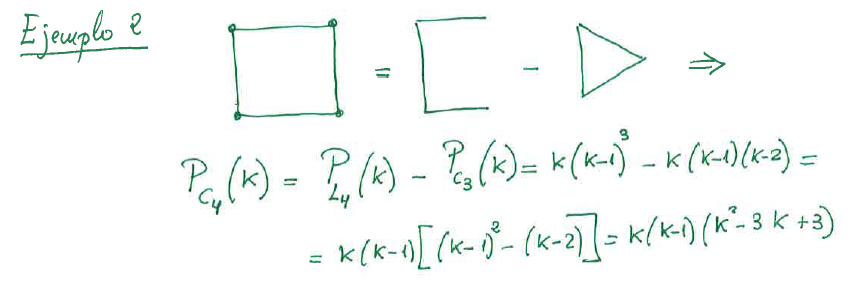 Ejemplo 2
= - ⇒
P_{C_4}(K) = P_{L_4}(K) - P_{C_3}(K) = K(K-1)^3 - K(K-1)(K-2) =
= K(K-1)[(K-1)^2 - (K-2)] = K(K-1)(K^2 - 3K + 3)